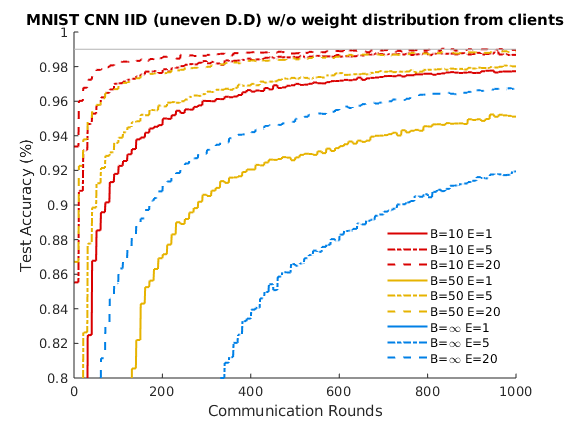 MNIST CNN IID (uneven D.D) w/o weight distribution from clients
1
0.98
0.96
0.94
0.92
0.9
0.88
0.86
0.84
0.82
0.8
Test Accuracy (%)
B=10 E=1
B=10 E=5
B=10 E=20
B=50 E=1
B=50 E=5
B=50 E=20
B=∞ E=1
B=∞ E=5
B=∞ E=20
0 200 400 600 800 1000
Communication Rounds